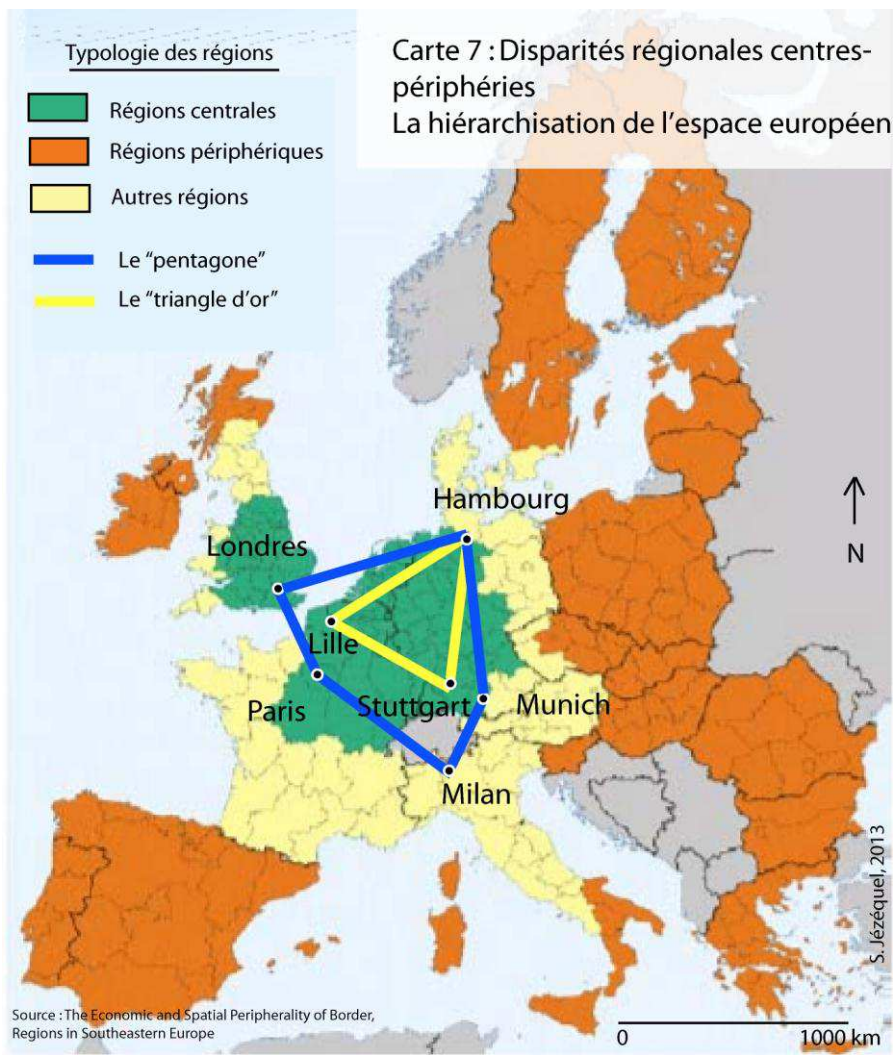 Typologie des régions
Régions centrales
Régions périphériques
Autres régions
Le "pentagone"
Le "triangle d'or"
Carte 7 : Disparités régionales centres-
périphéries
La hiérarchisation de l'espace européen
Hambourg
Londres
N
Lille
Paris
Stuttgart
Munich
Milan
S. Jézéquel, 2013
Source : The Economic and Spatial Peripherality of Border,
Regions in Southeastern Europe
0 1000 km